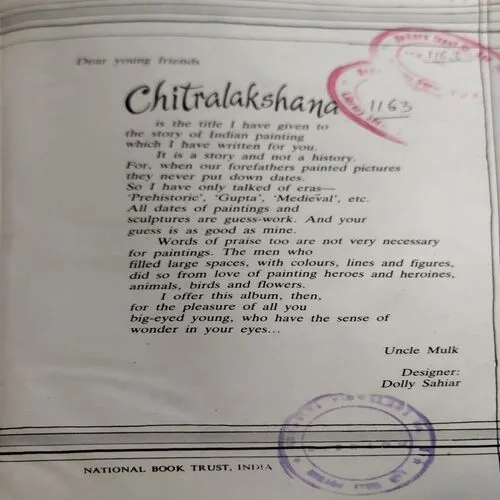 Dear young friends
Chitralakshana
1163
is the title I have given to
the story of Indian painting
which I have written for you.
It is a story and not a history.
For, when our forefathers painted pictures
they never put down dates.
So I have only talked of eras—
'Prehistoric', 'Gupta', 'Medieval', etc.
All dates of paintings and
sculptures are guess-work. And your
guess is as good as mine.
Words of praise too are not very necessary
for paintings. The men who
filled large spaces, with colours, lines and figures,
did so from love of painting heroes and heroines,
animals, birds and flowers.
I offer this album, then,
for the pleasure of all you
big-eyed young, who have the sense of
wonder in your eyes...
Uncle Mulk
Designer:
Dolly Sahiar
NATIONAL BOOK TRUST, INDIA